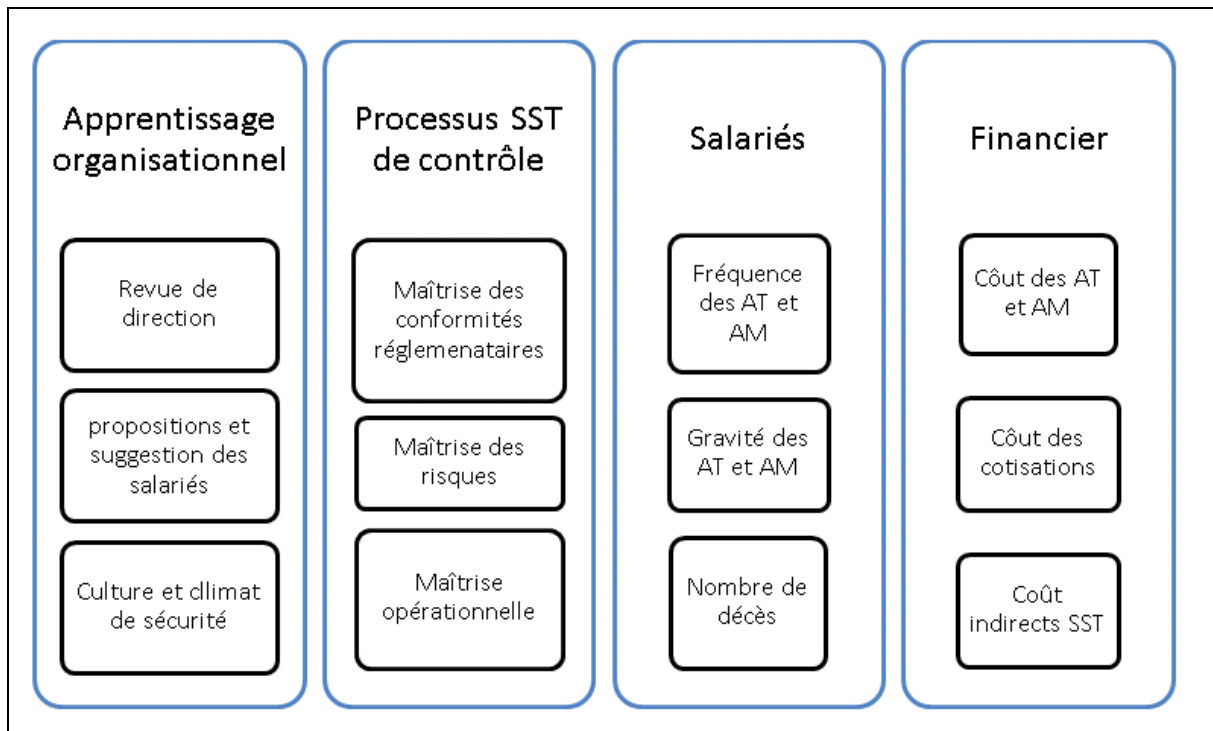 Apprentissage
organisationnel
Revue de
direction
propositions et
suggestion des
salariés
Culture et dlimat
de sécurité
Processus SST
de contrôle
Maîtrise des
conformités
réglemenataires
Maîtrise des
risques
Maîtrise
opérationnelle
Salariés
Fréquence
des AT et
AM
Gravité des
AT et AM
Nombre de
décès
Financier
Côut des AT
et AM
Côut des
cotisations
Coût
indirects SST